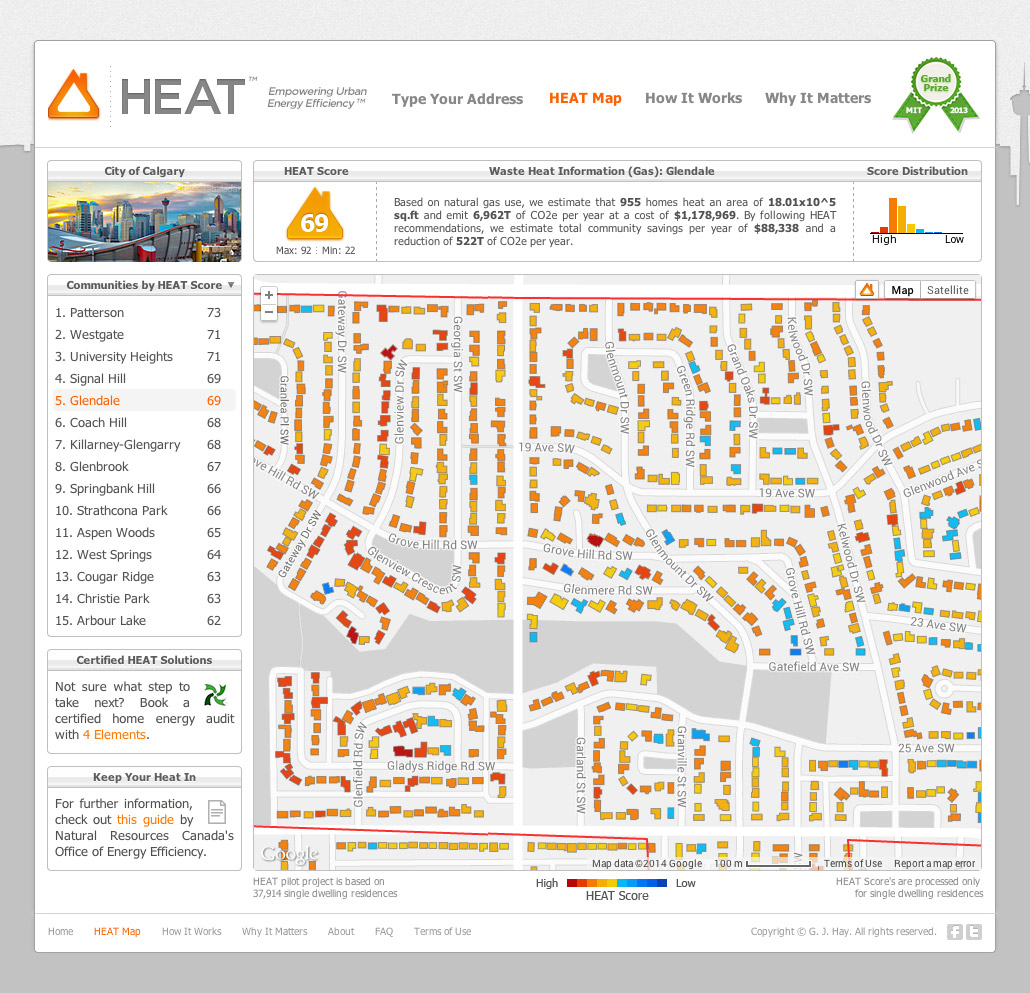 HEAT™
Empowering Urban
Energy Efficiency™
Type Your Address
HEAT Map
How It Works
Why It Matters
Grand
Prize
MIT
2013
City of Calgary
HEAT Score
69
Max: 92 | Min: 22
Waste Heat Information (Gas): Glendale
Based on natural gas use, we estimate that 955 homes heat an area of 18.01x10^5
sq.ft and emit 6,962T of CO2e per year at a cost of $1,178,969. By following HEAT
recommendations, we estimate total community savings per year of $88,338 and a
reduction of 522T of CO2e per year.
Score Distribution
High
Low
Communities by HEAT Score ▼
1. Patterson 73
2. Westgate 71
3. University Heights 71
4. Signal Hill 69
5. Glendale 69
6. Coach Hill 68
7. Killarney-Glengarry 68
8. Glenbrook 67
9. Springbank Hill 66
10. Strathcona Park 66
11. Aspen Woods 65
12. West Springs 64
13. Cougar Ridge 63
14. Christie Park 63
15. Arbour Lake 62
Certified HEAT Solutions
Not sure what step to
take next? Book a
certified home energy audit
with 4 Elements.
Keep Your Heat In
For further information,
check out this guide by
Natural Resources Canada's
Office of Energy Efficiency.
+
−
Map
Satellite
Gateway Dr SW
Georgia St SW
Glenview Dr SW
Granlea Pl SW
Glenmount Dr SW
Green Ridge Rd SW
Grand Oaks Dr SW
Kelwood Dr SW
Glenwood Dr SW
19 Ave SW
19 Ave SW
Glenwood Ave S
ove Hill Rd SW
Gateway Dr SW
Grove Hill Rd SW
Glenview Crescent SW
Grove Hill Rd SW
Glenmount Dr SW
Glenmere Rd SW
Grove Hill Rd SW
Kelwood Dr SW
23 Ave SW
Gatefield Ave SW
25 Ave SW
Glenfield Rd SW
Gladys Ridge Rd SW
Garland St SW
Granville St SW
Google
Map data ©2014 Google
100 m
Terms of Use
Report a map error
HEAT pilot project is based on
37,914 single dwelling residences
High
Low
HEAT Score
HEAT Score's are processed only
for single dwelling residences
Home
HEAT Map
How It Works
Why It Matters
About
FAQ
Terms of Use
Copyright © G. J. Hay. All rights reserved.